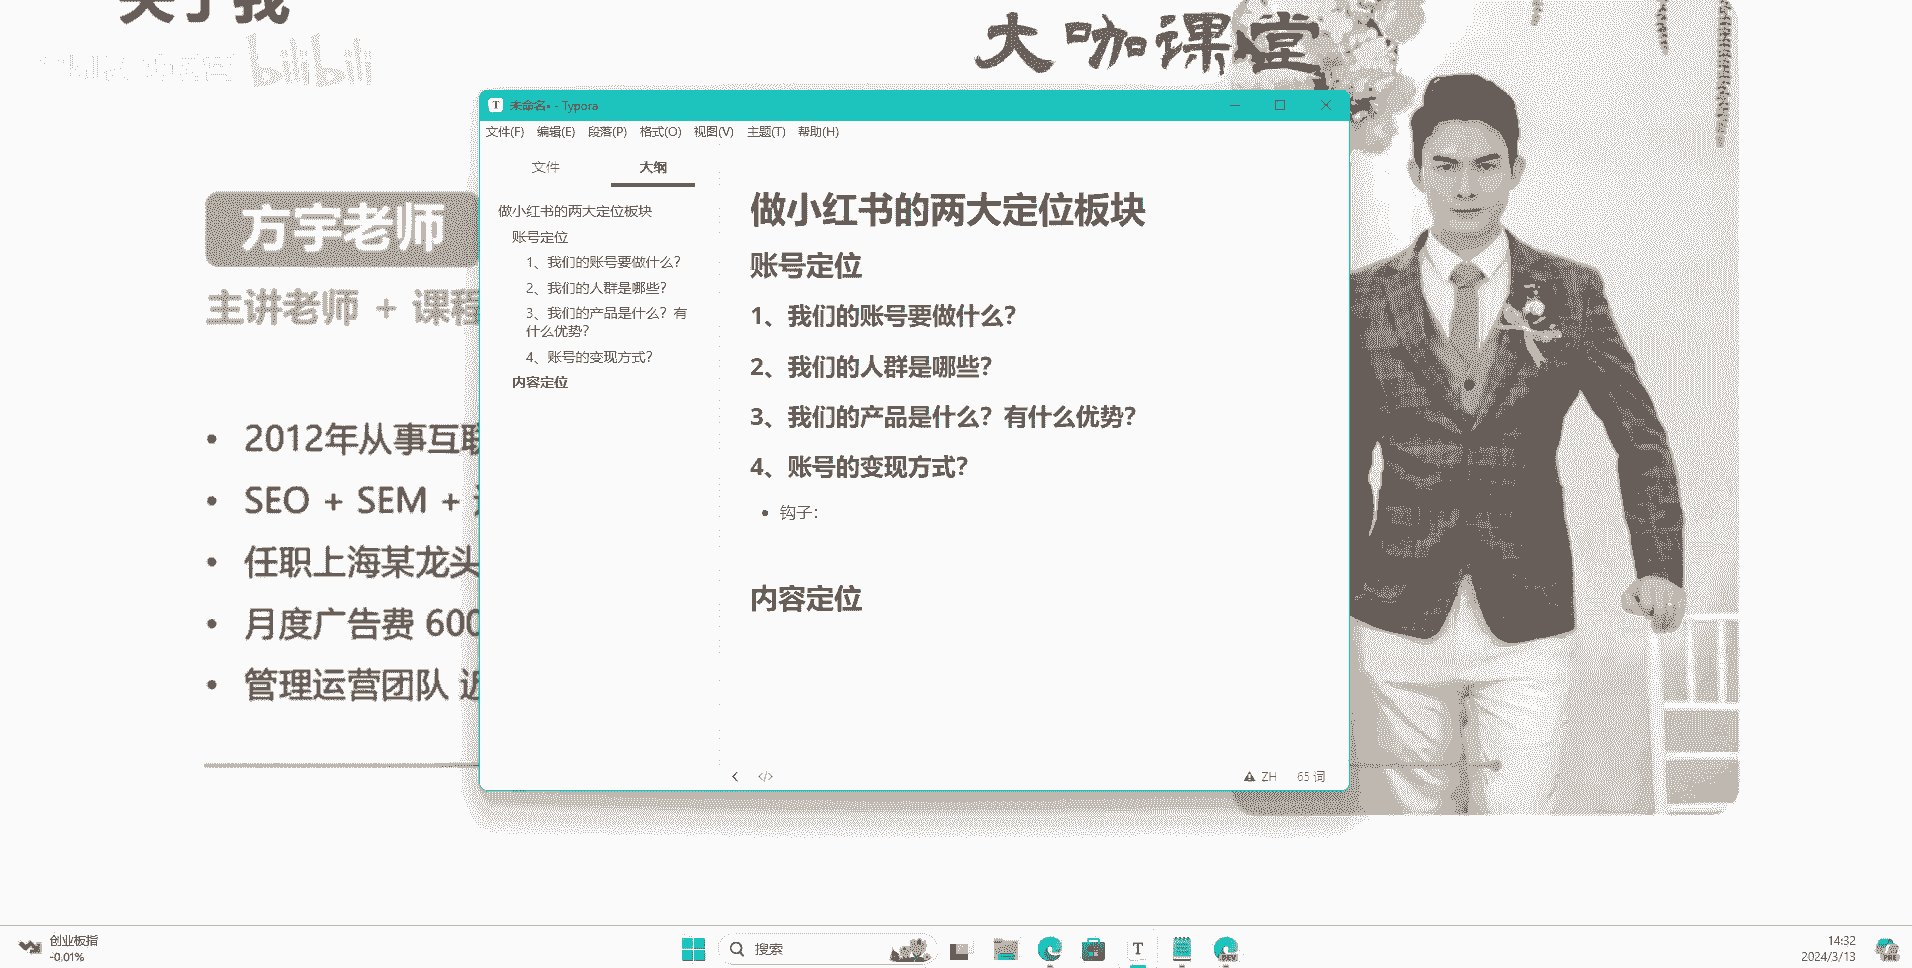 关于我
bilibili
大咖课堂
方宇老师
主讲老师 + 课程
2012年从事互联
SEO + SEM +
任职上海某龙头
月度广告费 600
管理运营团队 近
未命名• - Typora
文件(F) 编辑(E) 段落(P) 格式(O) 视图(V) 主题(T) 帮助(H)
文件 大纲
做小红书的两大定位板块
账号定位
1、我们的账号要做什么？
2、我们的人群是哪些？
3、我们的产品是什么？有
什么优势？
4、账号的变现方式？
内容定位
做小红书的两大定位板块
账号定位
1、我们的账号要做什么？
2、我们的人群是哪些？
3、我们的产品是什么？有什么优势？
4、账号的变现方式？
钩子：
内容定位
ZH 65 词
创业板指
-0.01%
搜索
DEV
14:32
2024/3/13
PRE